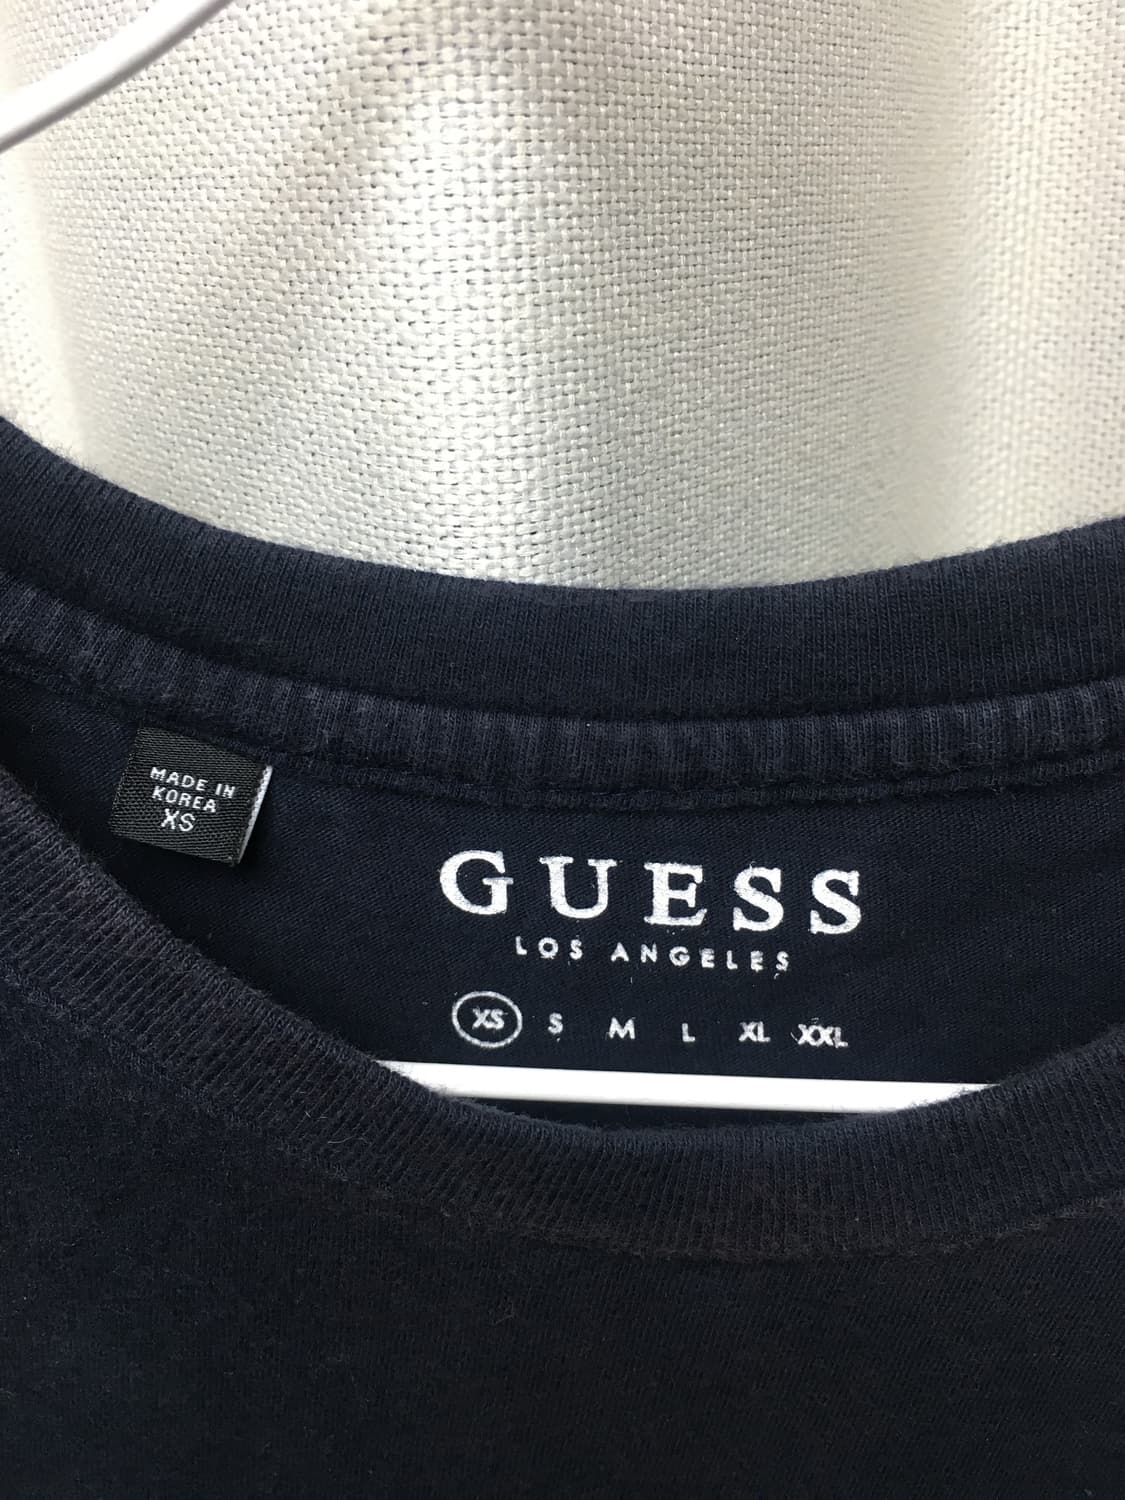 MADE IN
KOREA
XS
GUESS
LOS ANGELES
XS S M L XL XXL